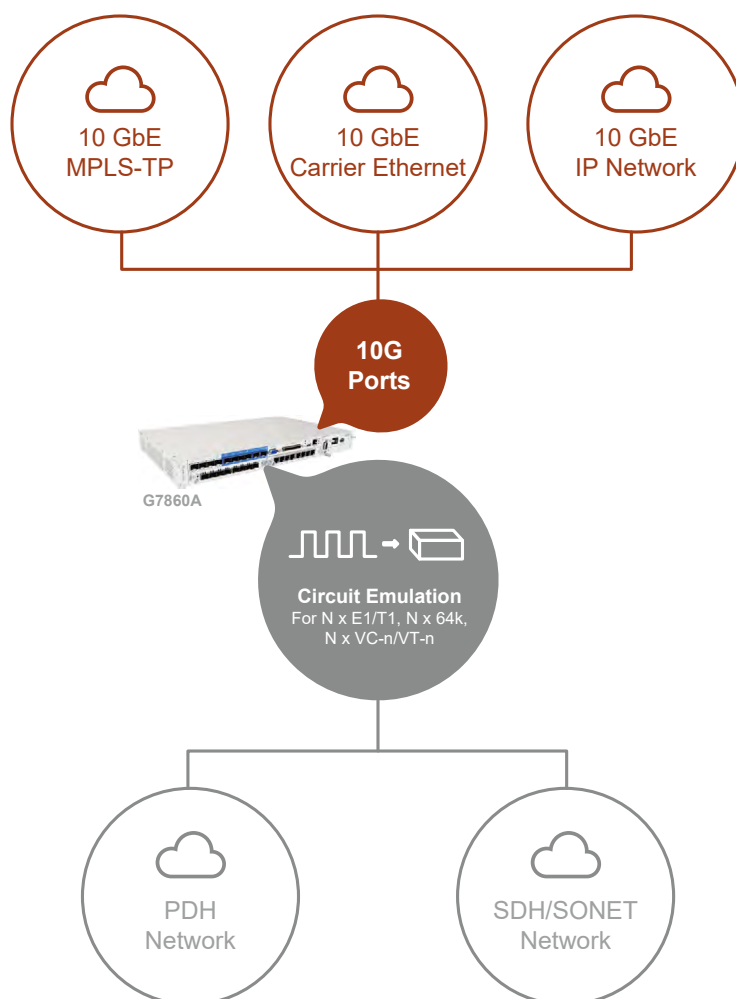 10 GbE
MPLS-TP
10 GbE
Carrier Ethernet
10 GbE
IP Network
10G
Ports
G7860A
Circuit Emulation
For N x E1/T1, N x 64k,
N x VC-n/VT-n
PDH
Network
SDH/SONET
Network